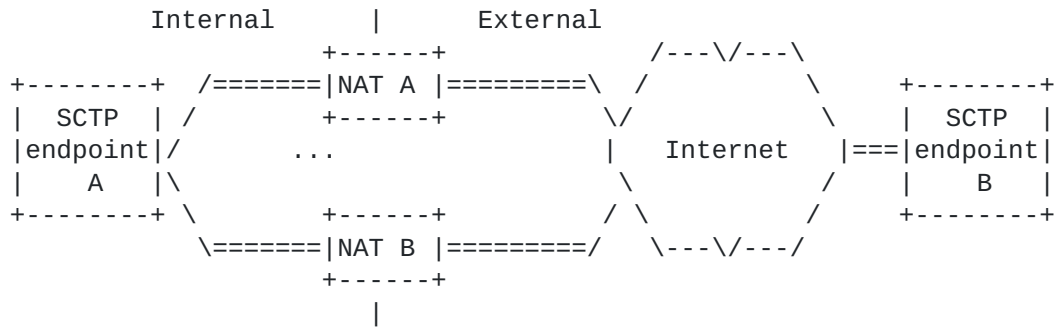 Internal | External
+------+ /---\/---\
+--------+ /=======|NAT A |=========\ / \ +--------+
| SCTP | / +------+ \/ \ | SCTP |
|endpoint|/ ... | Internet |===|endpoint|
| A |\ \ / | B |
+--------+ \ +------+ / \ / +--------+
\=======|NAT B |=========/ \---\/---/
+------+
|